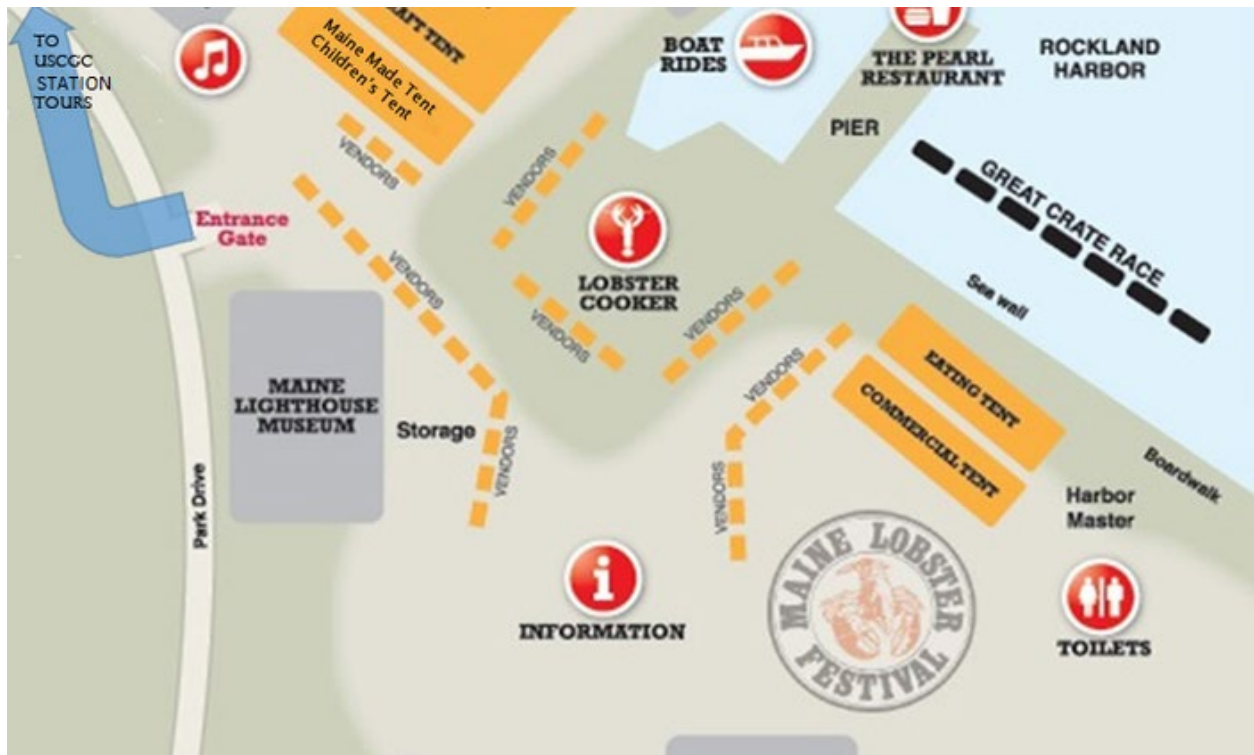 TO
USCGC
STATION
TOURS
AFT TENT
Maine Made Tent
Children's Tent
VENDORS
BOAT
RIDES
THE PEARL
RESTAURANT
ROCKLAND
HARBOR
PIER
VENDORS
GREAT CRATE RACE
Entrance
Gate
VENDORS
LOBSTER
COOKER
VENDORS
VENDORS
Sea wall
VENDORS
EATING TENT
COMMERCIAL TENT
MAINE
LIGHTHOUSE
MUSEUM
Storage
VENDORS
VENDORS
Boardwalk
Harbor
Master
Park Drive
INFORMATION
MAINE LOBSTER
FESTIVAL
TOILETS